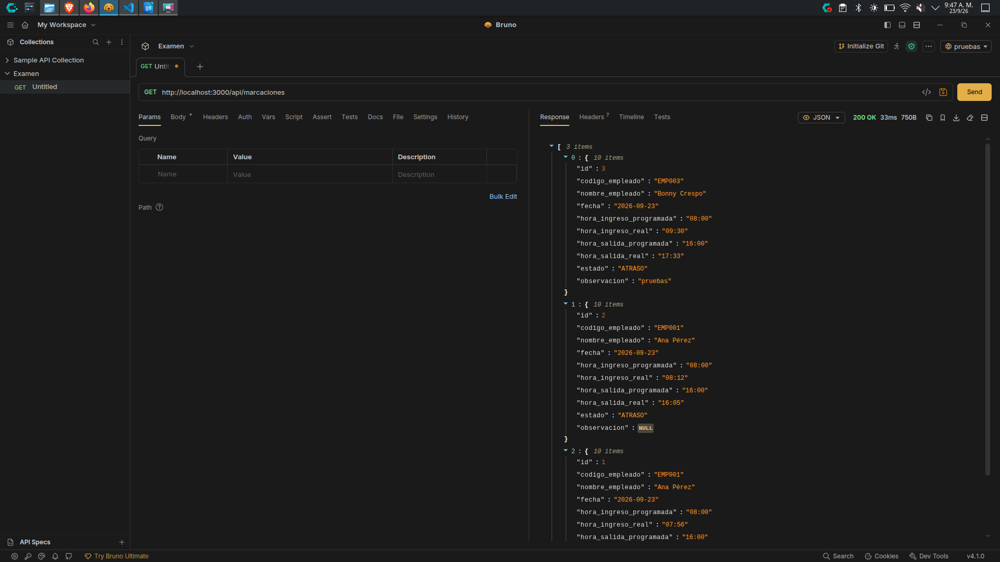 9:47 A. M.
23/9/26
My Workspace
Bruno
Collections
Examen
Initialize Git
pruebas
Sample API Collection
Examen
GET Untitled
GET Untit
GET http://localhost:3000/api/marcaciones
Send
Params Body Headers Auth Vars Script Assert Tests Docs File Settings History
Query
Name Value Description
Name Value Description
Bulk Edit
Path ?
Response Headers 7 Timeline Tests
JSON 200 OK 33ms 750B
[ 3 items
0 : { 10 items
"id" : 3
"codigo_empleado" : "EMP003"
"nombre_empleado" : "Bonny Crespo"
"fecha" : "2026-09-23"
"hora_ingreso_programada" : "08:00"
"hora_ingreso_real" : "09:30"
"hora_salida_programada" : "16:00"
"hora_salida_real" : "17:33"
"estado" : "ATRASO"
"observacion" : "pruebas"
}
1 : { 10 items
"id" : 2
"codigo_empleado" : "EMP001"
"nombre_empleado" : "Ana Pérez"
"fecha" : "2026-09-23"
"hora_ingreso_programada" : "08:00"
"hora_ingreso_real" : "08:12"
"hora_salida_programada" : "16:00"
"hora_salida_real" : "16:05"
"estado" : "ATRASO"
"observacion" : NULL
}
2 : { 10 items
"id" : 1
"codigo_empleado" : "EMP001"
"nombre_empleado" : "Ana Pérez"
"fecha" : "2026-09-23"
"hora_ingreso_programada" : "08:00"
"hora_ingreso_real" : "07:56"
"hora_salida_programada" : "16:00"
API Specs
Try Bruno Ultimate
Search Cookies Dev Tools v4.1.0